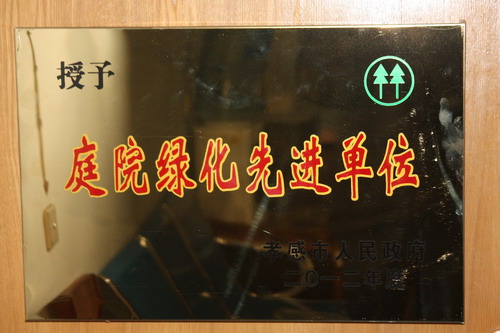 授予
庭院绿化先进单位
孝感市人民政府
二〇一二年度